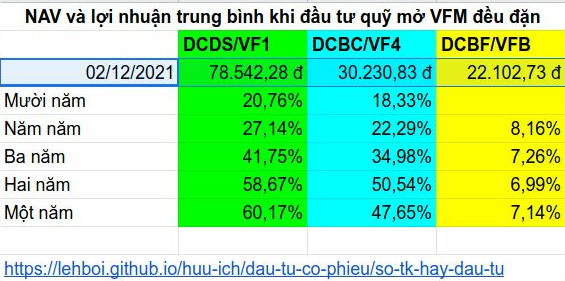 NAV và lợi nhuận trung bình khi đầu tư quỹ mở VFM đều đặn
DCDS/VF1 DCBC/VF4 DCBF/VFB
02/12/2021 78.542,28 đ 30.230,83 đ 22.102,73 đ
Mười năm 20,76% 18,33%
Năm năm 27,14% 22,29% 8,16%
Ba năm 41,75% 34,98% 7,26%
Hai năm 58,67% 50,54% 6,99%
Một năm 60,17% 47,65% 7,14%
https://lehboi.github.io/huu-ich/dau-tu-co-phieu/so-tk-hay-dau-tu